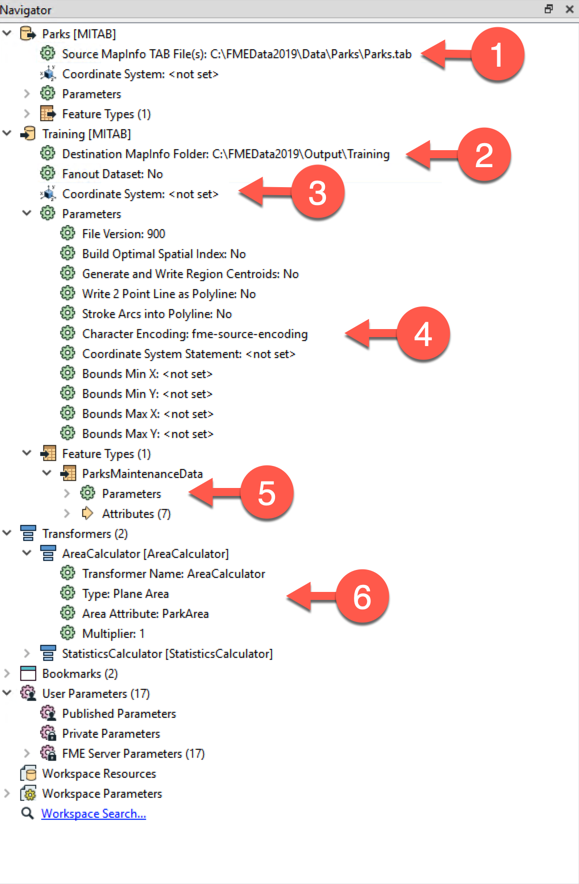 Navigator
Parks [MITAB]
Source MapInfo TAB File(s): C:\FMEData2019\Data\Parks\Parks.tab
1
Coordinate System: <not set>
Parameters
Feature Types (1)
Training [MITAB]
Destination MapInfo Folder: C:\FMEData2019\Output\Training
2
Fanout Dataset: No
Coordinate System: <not set>
3
Parameters
File Version: 900
Build Optimal Spatial Index: No
Generate and Write Region Centroids: No
Write 2 Point Line as Polyline: No
Stroke Arcs into Polyline: No
Character Encoding: fme-source-encoding
4
Coordinate System Statement: <not set>
Bounds Min X: <not set>
Bounds Min Y: <not set>
Bounds Max X: <not set>
Bounds Max Y: <not set>
Feature Types (1)
ParksMaintenanceData
Parameters
5
Attributes (7)
Transformers (2)
AreaCalculator [AreaCalculator]
Transformer Name: AreaCalculator
Type: Plane Area
6
Area Attribute: ParkArea
Multiplier: 1
StatisticsCalculator [StatisticsCalculator]
Bookmarks (2)
User Parameters (17)
Published Parameters
Private Parameters
FME Server Parameters (17)
Workspace Resources
Workspace Parameters
Workspace Search...